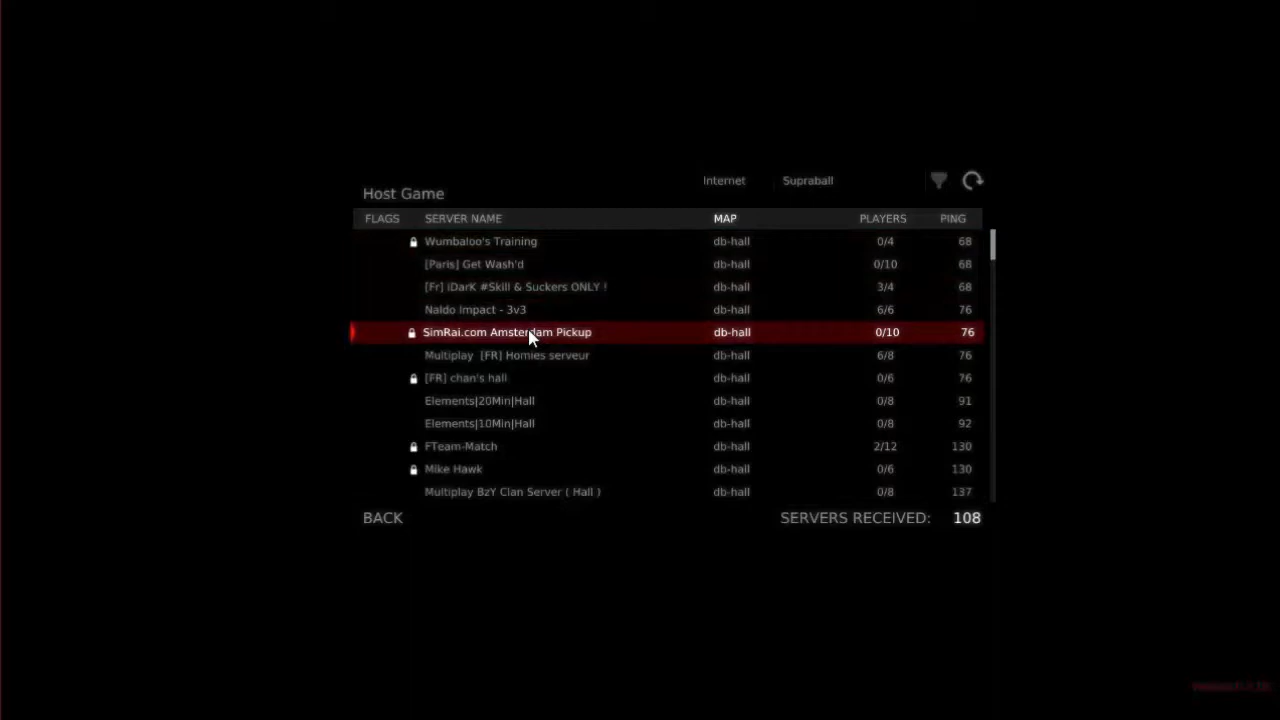 Internet Supraball
Host Game
FLAGS SERVER NAME MAP PLAYERS PING
Wumbaloo's Training db-hall 0/4 68
[Paris] Get Wash'd db-hall 0/10 68
[Fr] iDarK #Skill & Suckers ONLY ! db-hall 3/4 68
Naldo Impact - 3v3 db-hall 6/6 76
SimRai.com Amsterdam Pickup db-hall 0/10 76
Multiplay [FR] Homies serveur db-hall 6/8 76
[FR] chan's hall db-hall 0/6 76
Elements|20Min|Hall db-hall 0/8 91
Elements|10Min|Hall db-hall 0/8 92
FTeam-Match db-hall 2/12 130
Mike Hawk db-hall 0/6 130
Multiplay BzY Clan Server ( Hall ) db-hall 0/8 137
BACK SERVERS RECEIVED: 108